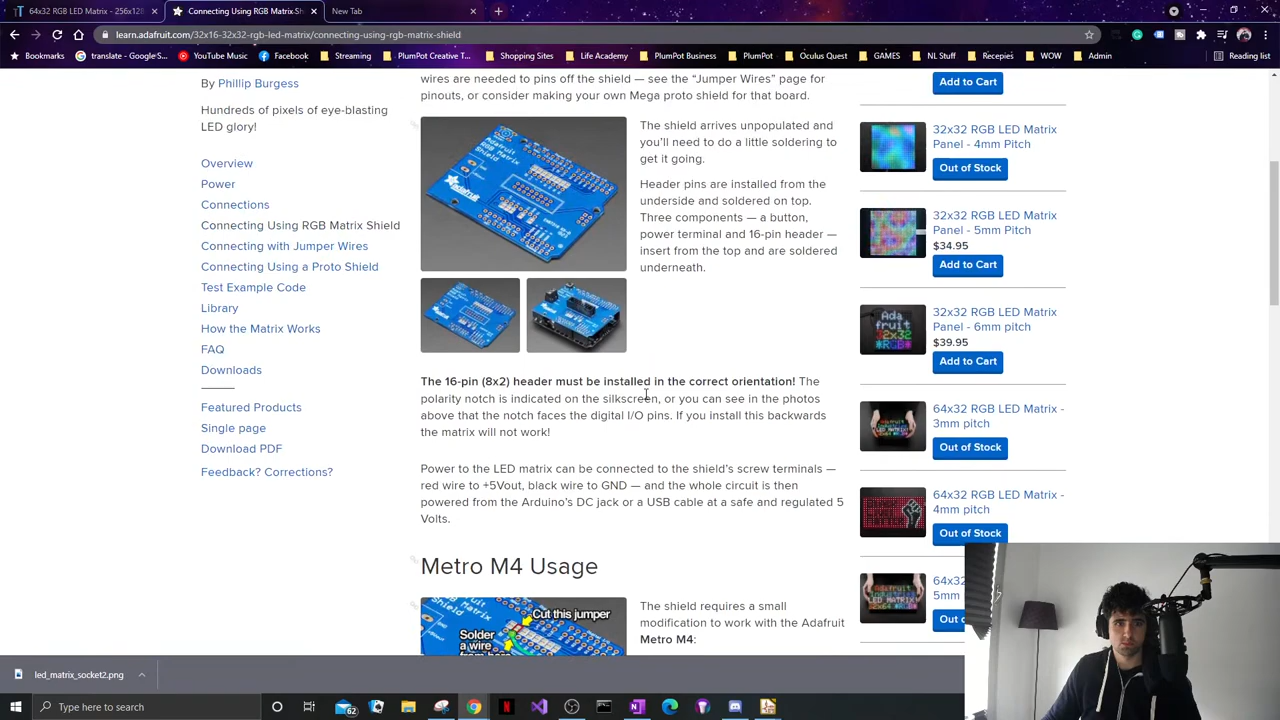 64x32 RGB LED Matrix - 256x128
Connecting Using RGB Matrix Sh
New Tab
learn.adafruit.com/32x16-32x32-rgb-led-matrix/connecting-using-rgb-matrix-shield
Bookmarks
translate - Google S...
YouTube Music
Facebook
Streaming
PlumPot Creative T...
Shopping Sites
Life Academy
PlumPot Business
PlumPot
Oculus Quest
GAMES
NL Stuff
Recepies
WOW
Admin
Reading list
By Phillip Burgess
Hundreds of pixels of eye-blasting
LED glory!
Overview
Power
Connections
Connecting Using RGB Matrix Shield
Connecting with Jumper Wires
Connecting Using a Proto Shield
Test Example Code
Library
How the Matrix Works
FAQ
Downloads
Featured Products
Single page
Download PDF
Feedback? Corrections?
wires are needed to pins off the shield — see the “Jumper Wires” page for
pinouts, or consider making your own Mega proto shield for that board.
Adafruit
RGB Matrix
Shield
The shield arrives unpopulated and
you’ll need to do a little soldering to
get it going.
Header pins are installed from the
underside and soldered on top.
Three components — a button,
power terminal and 16-pin header —
insert from the top and are soldered
underneath.
The 16-pin (8x2) header must be installed in the correct orientation! The
polarity notch is indicated on the silkscreen, or you can see in the photos
above that the notch faces the digital I/O pins. If you install this backwards
the matrix will not work!
Power to the LED matrix can be connected to the shield’s screw terminals —
red wire to +5Vout, black wire to GND — and the whole circuit is then
powered from the Arduino’s DC jack or a USB cable at a safe and regulated 5
Volts.
Metro M4 Usage
Cut this jumper
Solder
a wire
from here
The shield requires a small
modification to work with the Adafruit
Metro M4:
Add to Cart
32x32 RGB LED Matrix
Panel - 4mm Pitch
Out of Stock
32x32 RGB LED Matrix
Panel - 5mm Pitch
$34.95
Add to Cart
Ada
fruit
32x32
*RGB*
32x32 RGB LED Matrix
Panel - 6mm pitch
$39.95
Add to Cart
64x32 RGB LED Matrix -
3mm pitch
Out of Stock
64x32 RGB LED Matrix -
4mm pitch
Out of Stock
64x32
5mm
led_matrix_socket2.png
Type here to search
62